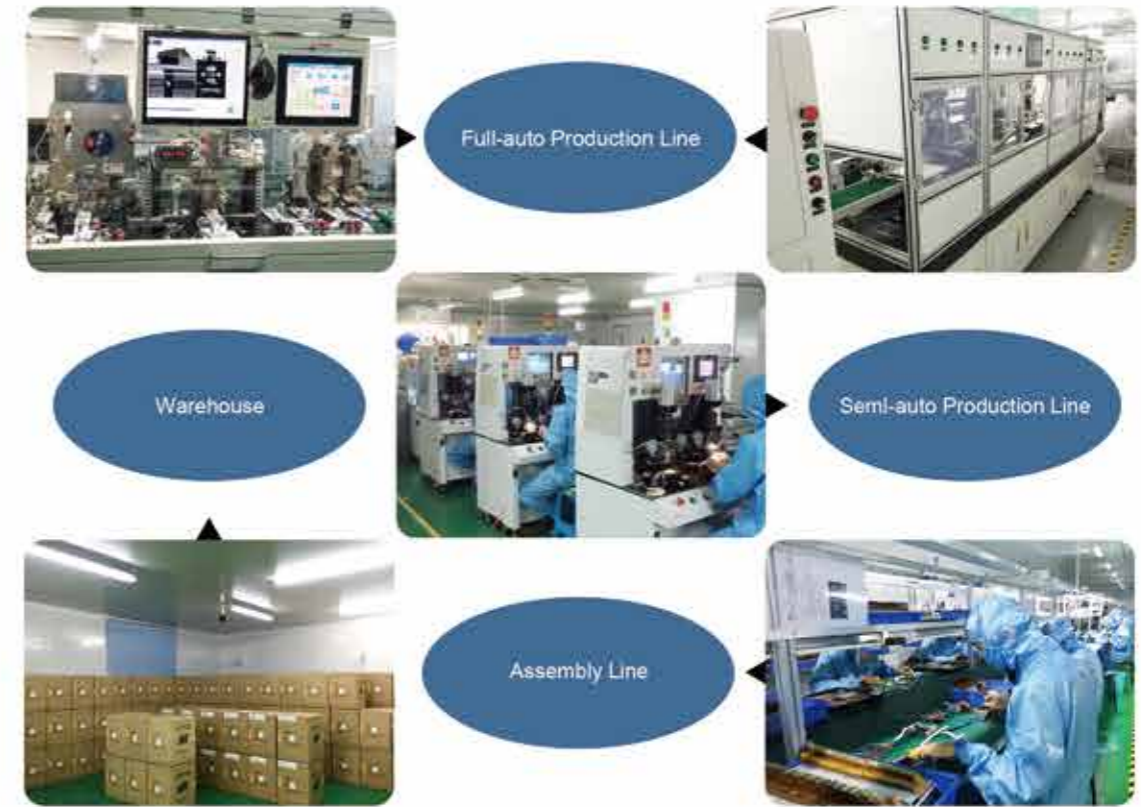 Full-auto Production Line
Warehouse
Semi-auto Production Line
Assembly Line